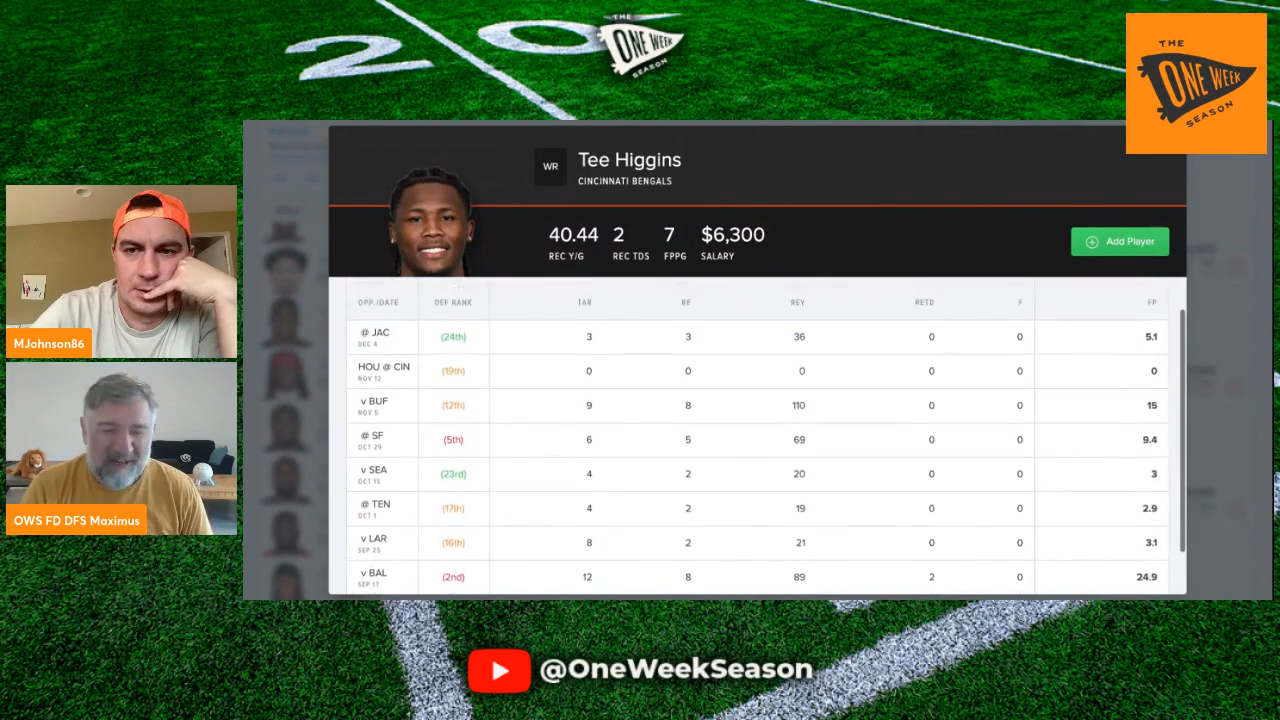 2 0
THE
ONE WEEK
SEASON
THE
ONE WEEK
SEASON
WR
Tee Higgins
CINCINNATI BENGALS
40.44 2 7 $6,300
REC Y/G REC TDS FPPG SALARY
Add Player
OPP./DATE DEF RANK TAR RE REY RETD F FP
@ JAC (24th) 3 3 36 0 0 5.1
DEC 4
HOU @ CIN (19th) 0 0 0 0 0 0
NOV 12
v BUF (12th) 9 8 110 0 0 15
NOV 5
@ SF (5th) 6 5 69 0 0 9.4
OCT 29
v SEA (23rd) 4 2 20 0 0 3
OCT 15
@ TEN (17th) 4 2 19 0 0 2.9
OCT 1
v LAR (16th) 8 2 21 0 0 3.1
SEP 25
v BAL (2nd) 12 8 89 2 0 24.9
SEP 17
MJohnson86
OWS FD DFS Maximus
@OneWeekSeason